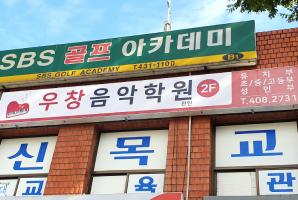 SBS 골프 아카데미
SBS GOLF ACADEMY T.431-1100 B1
우창음악학원 2F
유치부
초/중/고등부
성인부
T.408.2731
신목교
교육관